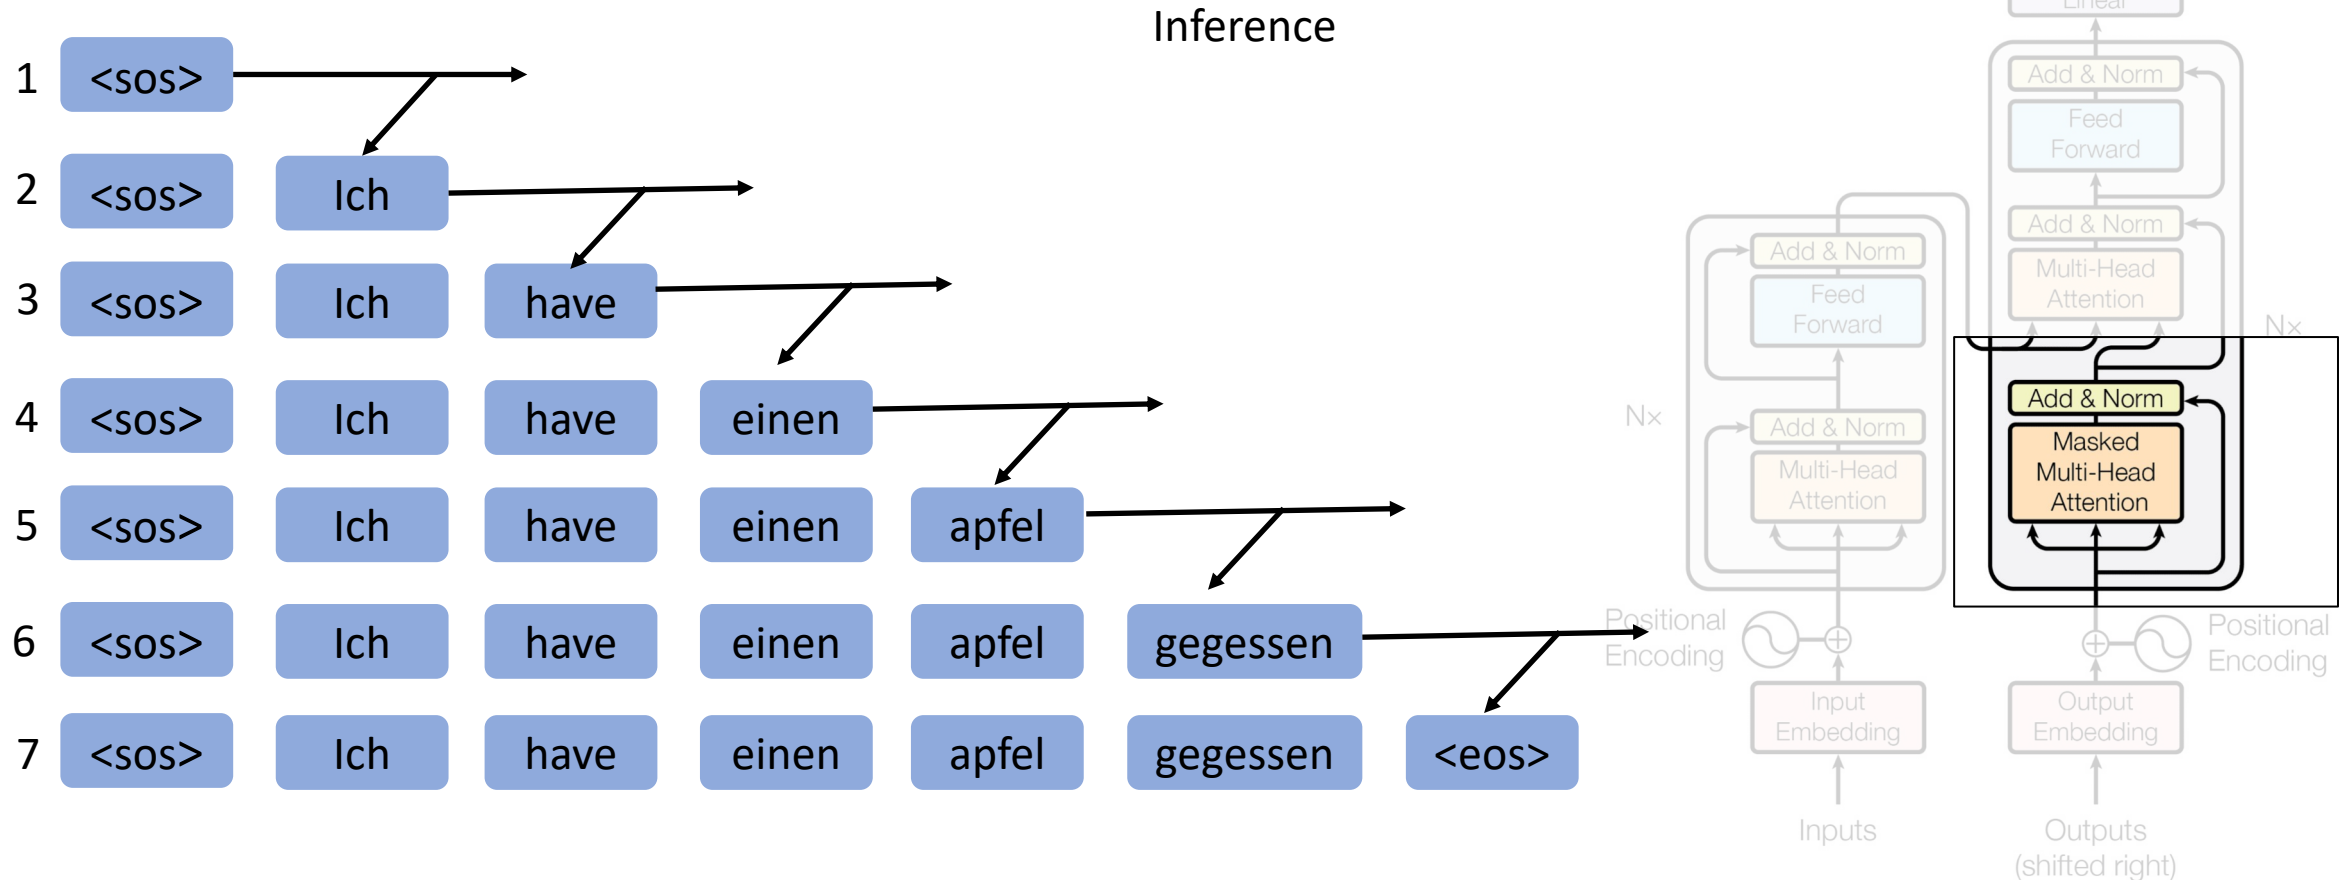 Inference
1 <sos>
2 <sos> Ich
3 <sos> Ich have
4 <sos> Ich have einen
5 <sos> Ich have einen apfel
6 <sos> Ich have einen apfel gegessen
7 <sos> Ich have einen apfel gegessen <eos>
Linear
Add & Norm
Feed
Forward
Add & Norm
Multi-Head
Attention
N×
Add & Norm
Masked
Multi-Head
Attention
Positional
Encoding
Output
Embedding
Outputs
(shifted right)
Add & Norm
Feed
Forward
N×
Add & Norm
Multi-Head
Attention
Positional
Encoding
Input
Embedding
Inputs